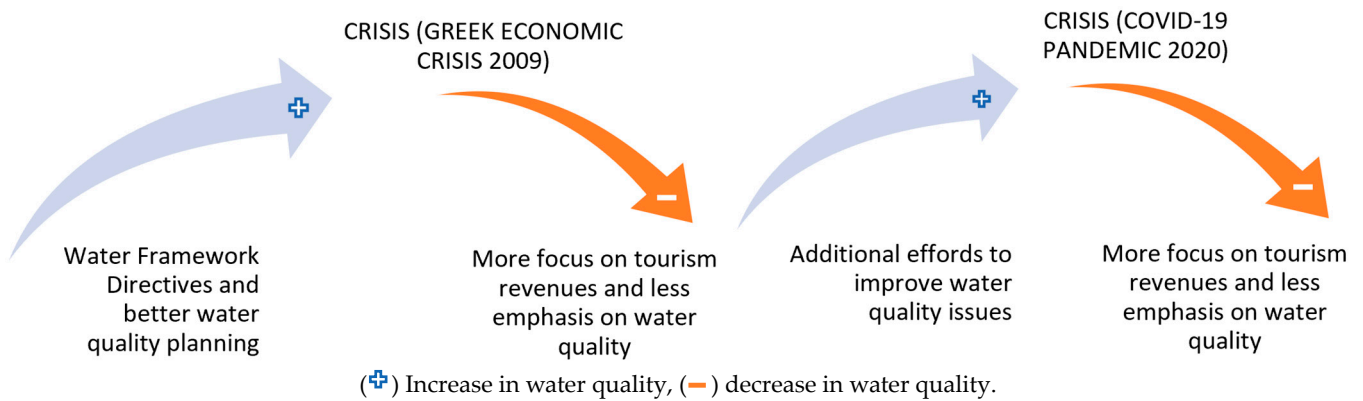 CRISIS (GREEK ECONOMIC
CRISIS 2009)
CRISIS (COVID-19
PANDEMIC 2020)
Water Framework
Directives and
better water
quality planning
More focus on tourism
revenues and less
emphasis on water
quality
Additional effords to
improve water
quality issues
More focus on tourism
revenues and less
emphasis on water
quality
(+) Increase in water quality, (−) decrease in water quality.